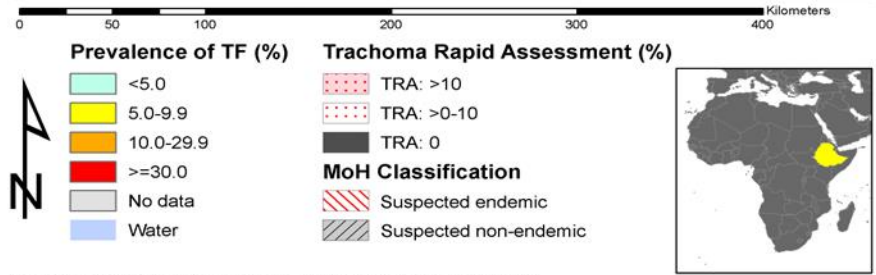 Kilometers
0 50 100 200 300 400
Prevalence of TF (%)
<5.0
5.0-9.9
10.0-29.9
>=30.0
No data
Water
Trachoma Rapid Assessment (%)
TRA: >10
TRA: >0-10
TRA: 0
MoH Classification
Suspected endemic
Suspected non-endemic
N